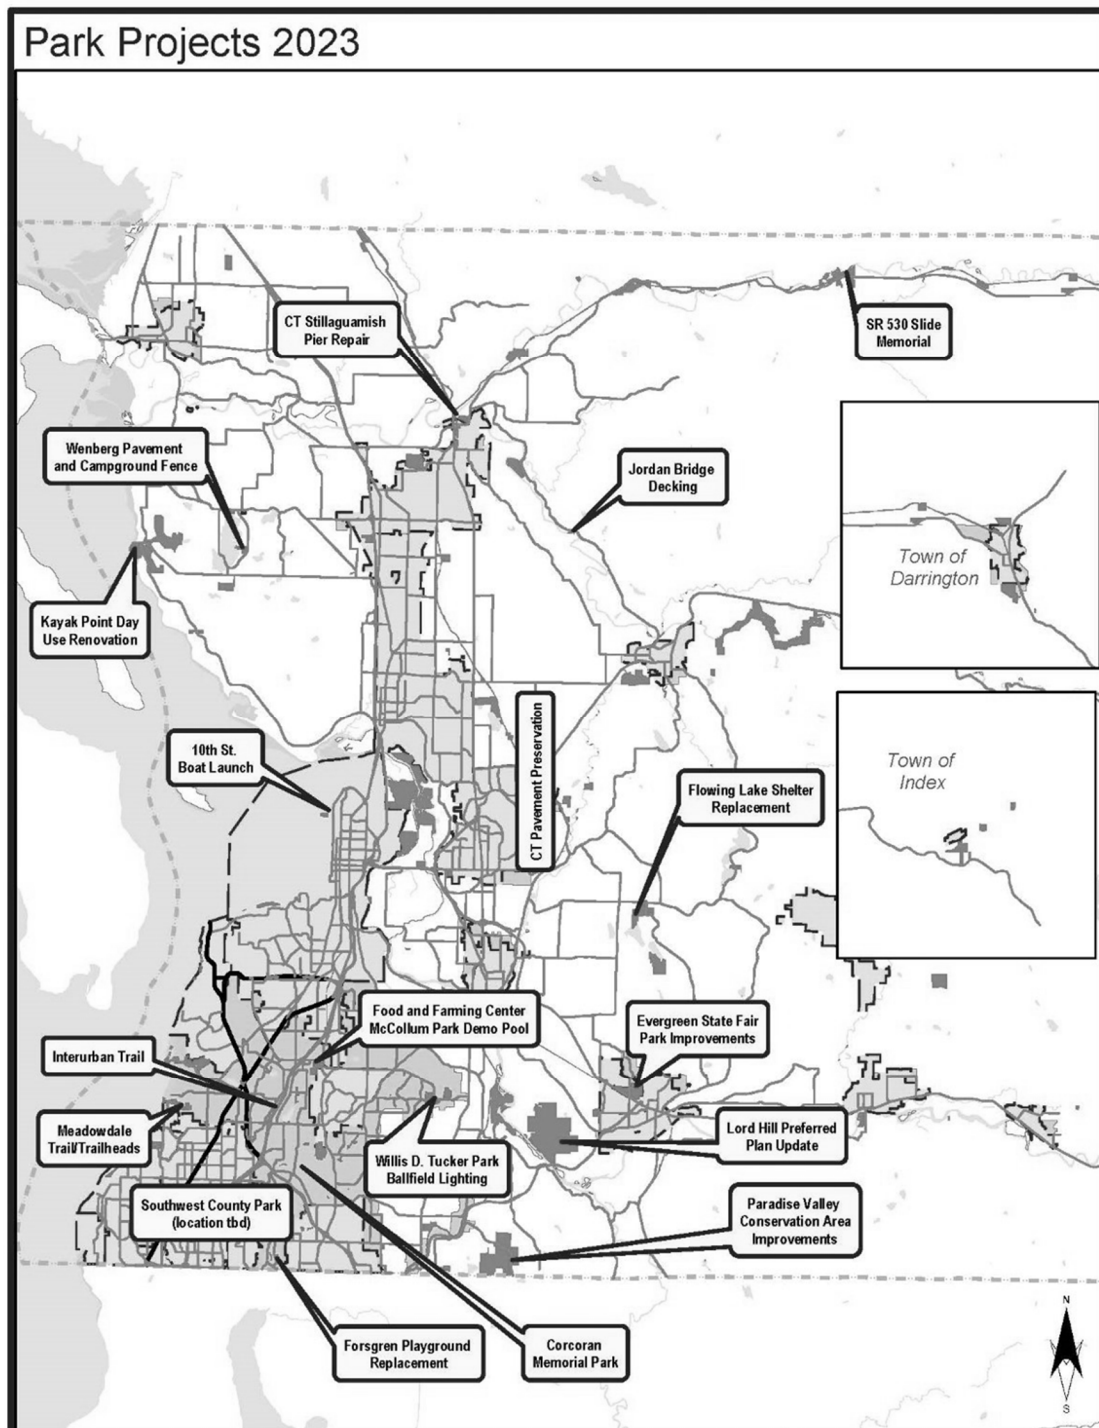 Park Projects 2023
CT Stillaguamish
Pier Repair
SR 530 Slide
Memorial
Wenberg Pavement
and Campground Fence
Jordan Bridge
Decking
Town of
Darrington
Kayak Point Day
Use Renovation
10th St.
Boat Launch
CT Pavement Preservation
Flowing Lake Shelter
Replacement
Town of
Index
Food and Farming Center
McCollum Park Demo Pool
Evergreen State Fair
Park Improvements
Interurban Trail
Meadowdale
Trail/Trailheads
Willis D. Tucker Park
Ballfield Lighting
Lord Hill Preferred
Plan Update
Southwest County Park
(location tbd)
Paradise Valley
Conservation Area
Improvements
Forsgren Playground
Replacement
Corcoran
Memorial Park
N
S